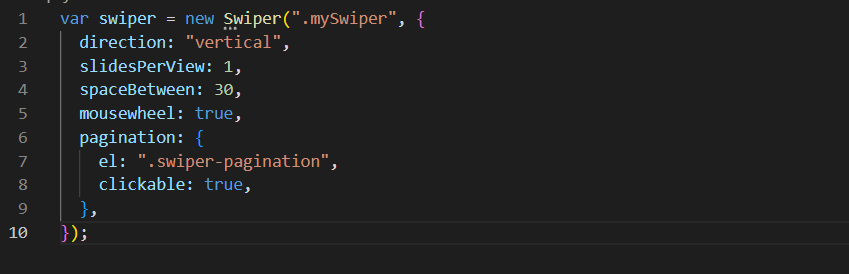 1 var swiper = new Swiper(".mySwiper", {
2   direction: "vertical",
3   slidesPerView: 1,
4   spaceBetween: 30,
5   mousewheel: true,
6   pagination: {
7     el: ".swiper-pagination",
8     clickable: true,
9   },
10 });